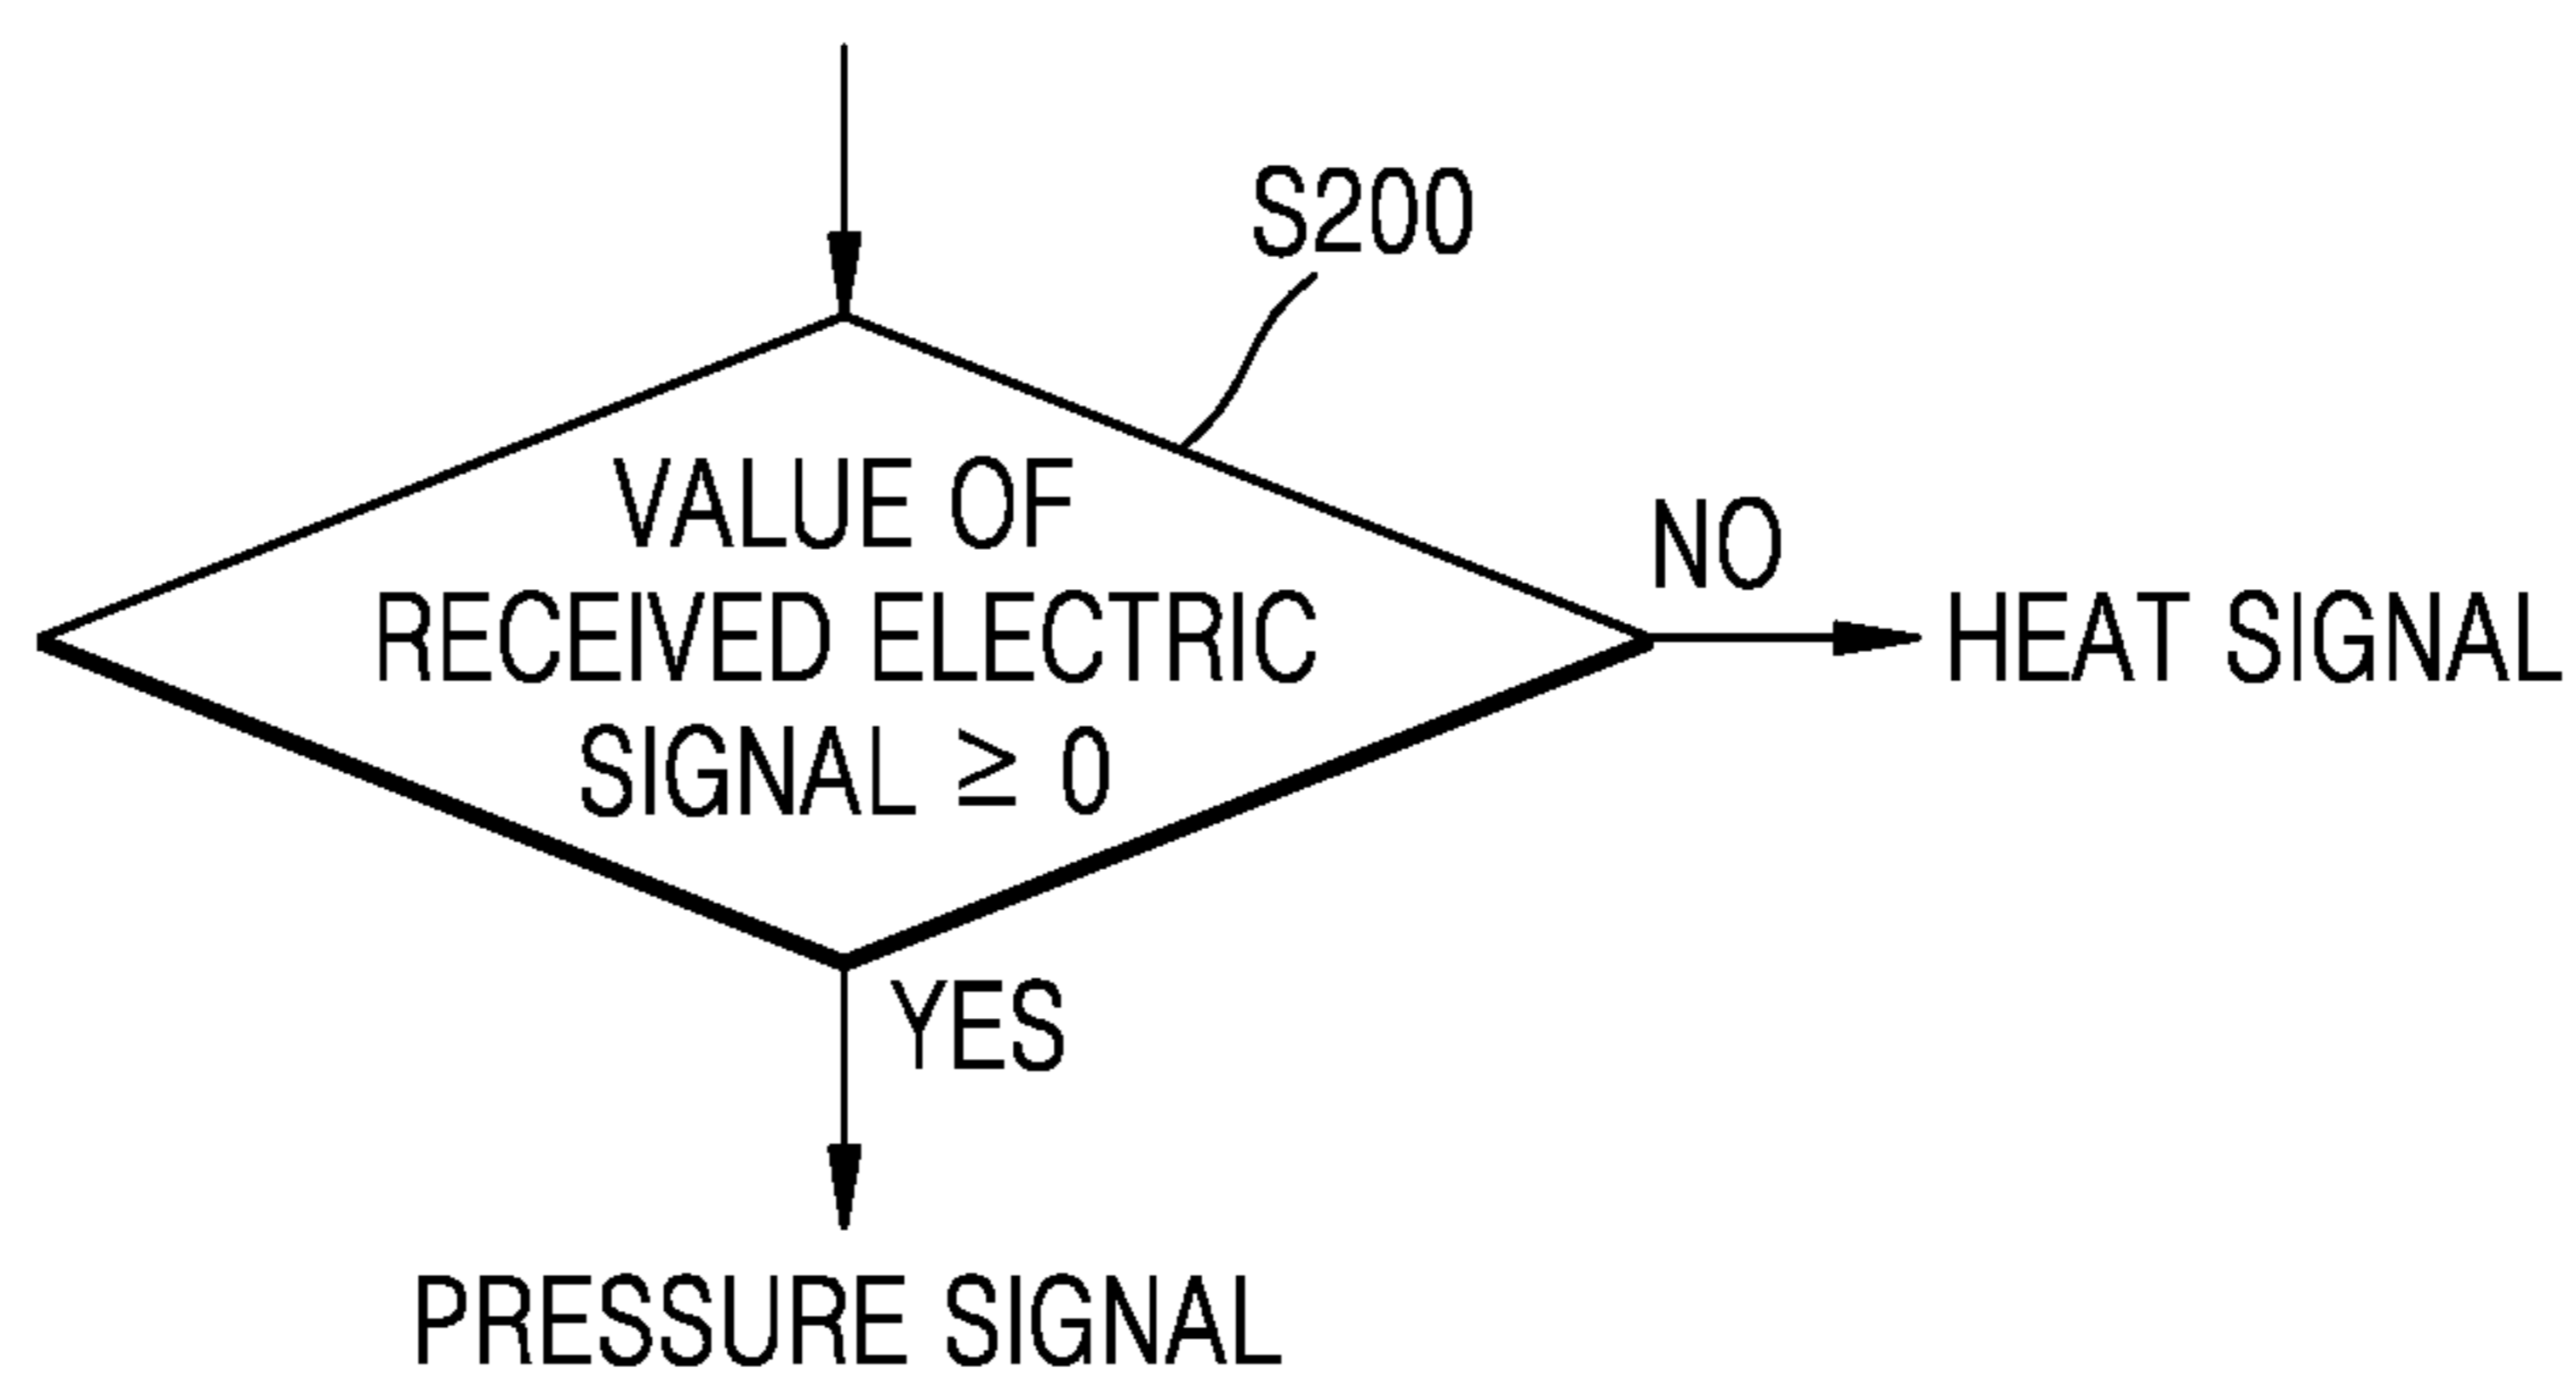 S200
VALUE OF
RECEIVED ELECTRIC
SIGNAL ≥ 0
NO
HEAT SIGNAL
YES
PRESSURE SIGNAL